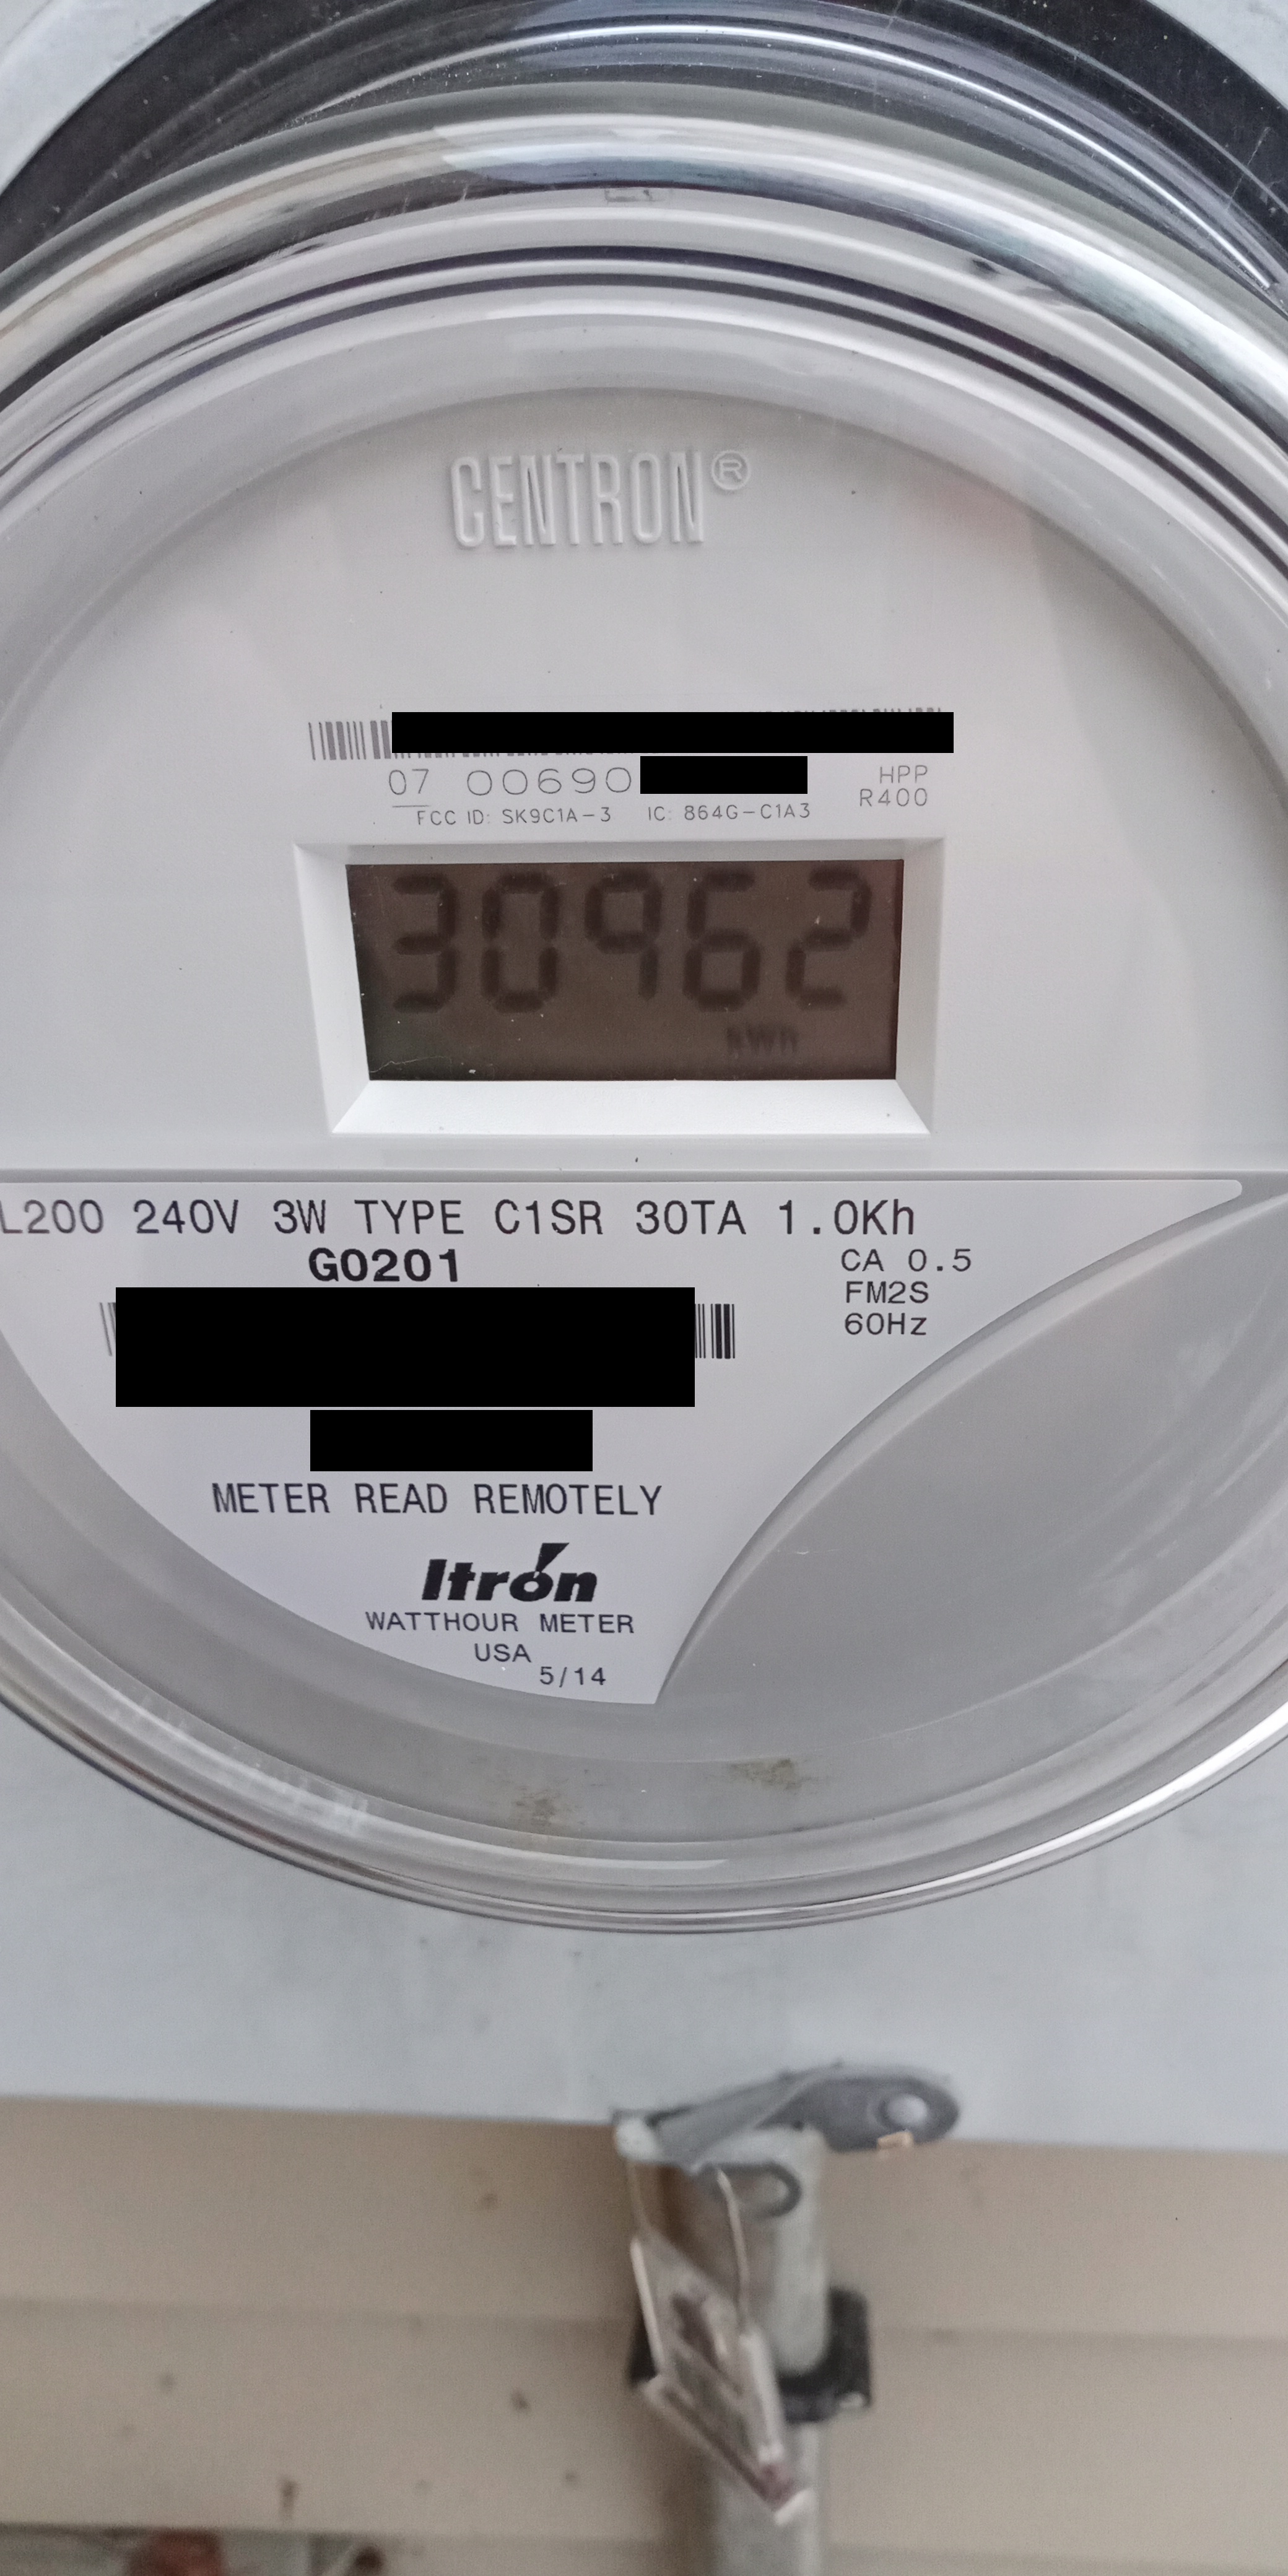 CENTRON®
07 00690
HPP
R400
FCC ID: SK9C1A-3 IC: 864G-C1A3
30962
kWh
L200 240V 3W TYPE C1SR 30TA 1.0Kh
G0201
CA 0.5
FM2S
60Hz
METER READ REMOTELY
Itron
WATTHOUR METER
USA
5/14